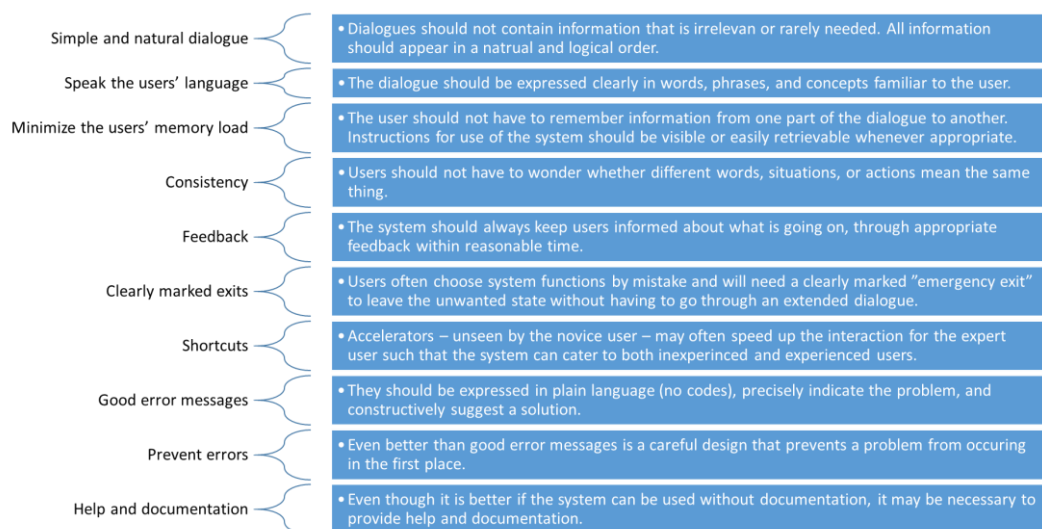 Simple and natural dialogue
• Dialogues should not contain information that is irrelevan or rarely needed. All information
should appear in a natrual and logical order.
Speak the users' language
• The dialogue should be expressed clearly in words, phrases, and concepts familiar to the user.
Minimize the users' memory load
• The user should not have to remember information from one part of the dialogue to another.
Instructions for use of the system should be visible or easily retrievable whenever appropriate.
Consistency
• Users should not have to wonder whether different words, situations, or actions mean the same
thing.
Feedback
• The system should always keep users informed about what is going on, through appropriate
feedback within reasonable time.
Clearly marked exits
• Users often choose system functions by mistake and will need a clearly marked ”emergency exit”
to leave the unwanted state without having to go through an extended dialogue.
Shortcuts
• Accelerators – unseen by the novice user – may often speed up the interaction for the expert
user such that the system can cater to both inexperinced and experienced users.
Good error messages
• They should be expressed in plain language (no codes), precisely indicate the problem, and
constructively suggest a solution.
Prevent errors
• Even better than good error messages is a careful design that prevents a problem from occuring
in the first place.
Help and documentation
• Even though it is better if the system can be used without documentation, it may be necessary to
provide help and documentation.